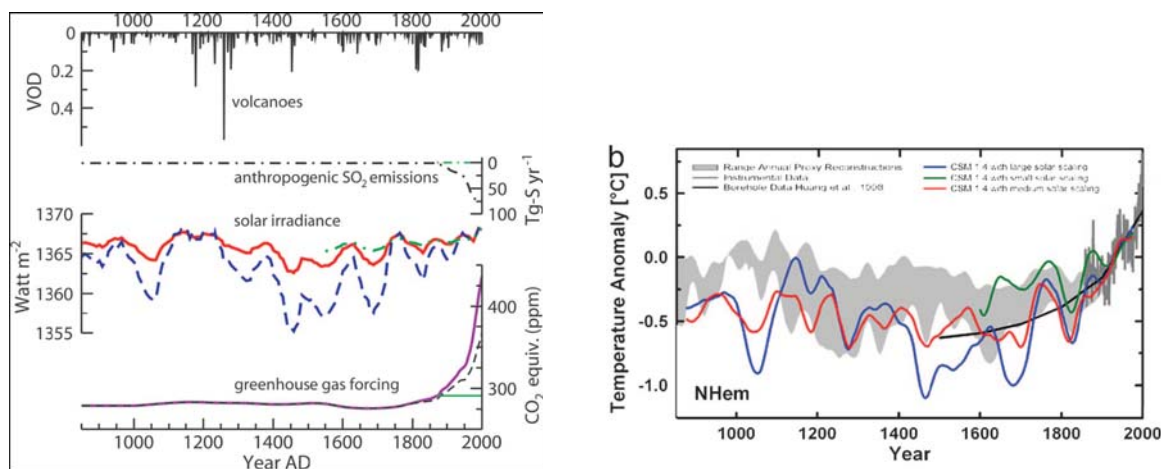 1000 1200 1400 1600 1800 2000
0
0.2
0.4
VOD
volcanoes
0
50
100
Tg-S yr-1
anthropogenic SO2 emissions
1370
1365
1360
1355
Watt m-2
solar irradiance
400
300
CO2 equiv. (ppm)
greenhouse gas forcing
1000 1200 1400 1600 1800 2000
Year AD
b
Range Annual Proxy Reconstructions
Instrumental Data
Borehole Data Huang et al.,
CSM 1.4 with large solar scaling
CSM 1.4 with small solar scaling
CSM 1.4 with medium solar scaling
0.5
0.0
-0.5
-1.0
Temperature Anomaly [°C]
NHem
1000 1200 1400 1600 1800 2000
Year